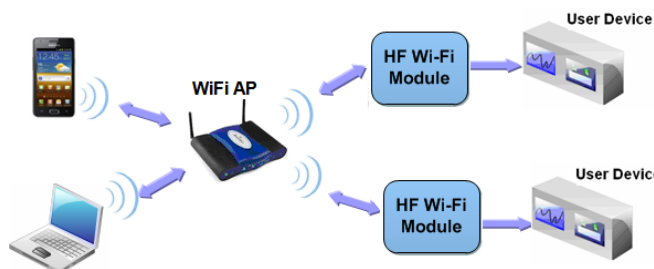 User Device
HF Wi-Fi
Module
WiFi AP
User Device
HF Wi-Fi
Module